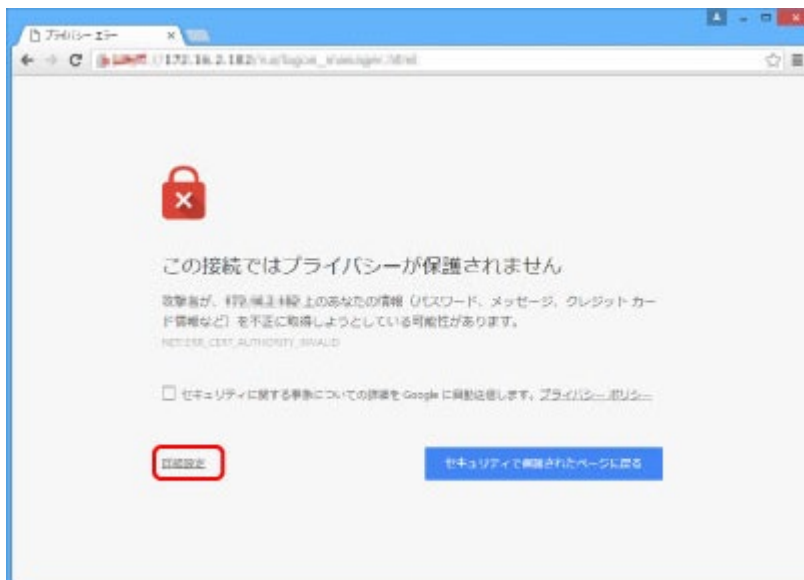 プライバシー エラー
172.16.2.182
この接続ではプライバシーが保護されません
攻撃者が、上のあなたの情報（パスワード、メッセージ、クレジット カー
ド情報など）を不正に取得しようとしている可能性があります。
NET::ERR_CERT_AUTHORITY_INVALID
セキュリティに関する事象についての詳細を Google に自動送信します。プライバシー ポリシー
詳細設定
セキュリティで保護されたページに戻る